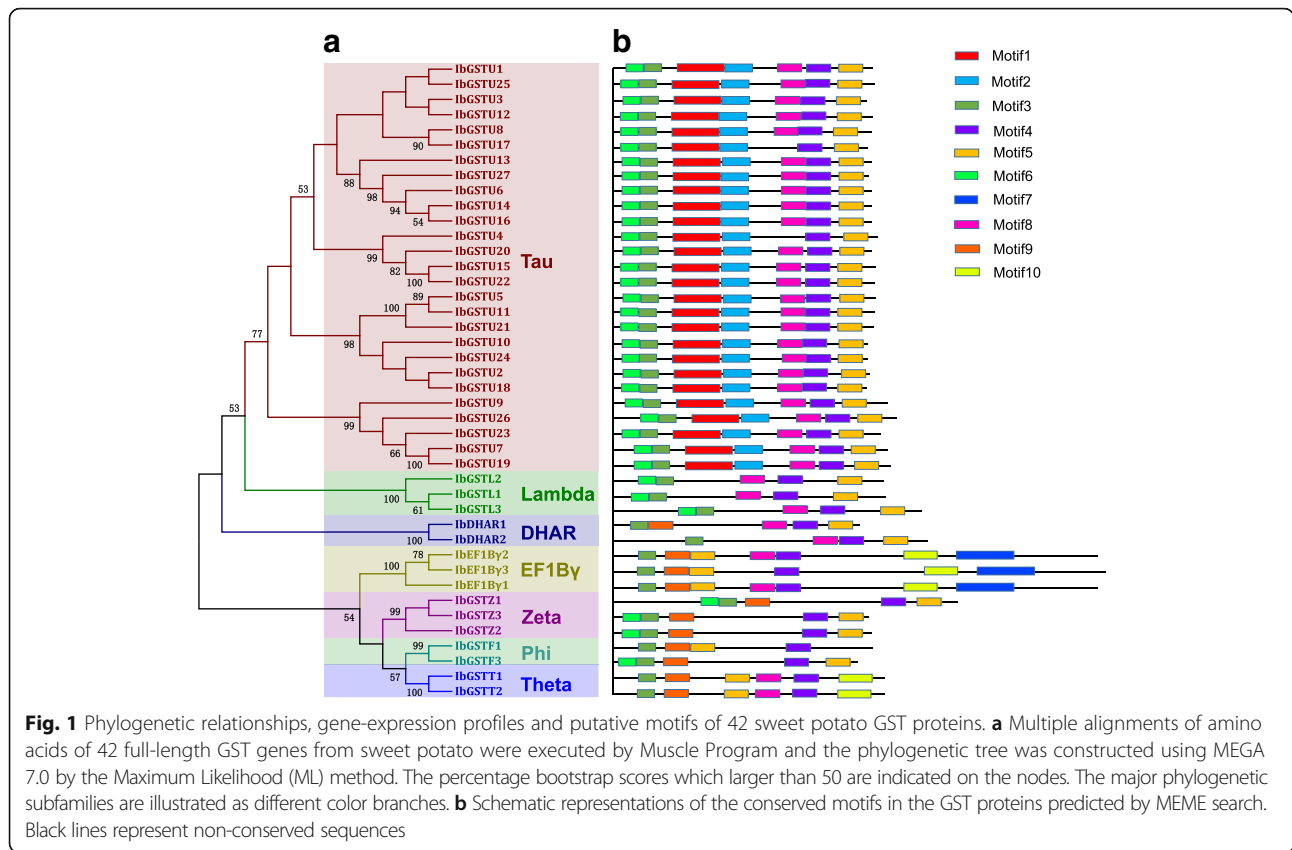 a
b
IbGSTU1
IbGSTU25
IbGSTU3
IbGSTU12
IbGSTU8
90
IbGSTU17
IbGSTU13
88
IbGSTU27
98
IbGSTU6
53
94
IbGSTU14
54
IbGSTU16
IbGSTU4
99
IbGSTU20
82
IbGSTU15
100
IbGSTU22
Tau
89
IbGSTU5
100
IbGSTU11
IbGSTU21
77
98
IbGSTU10
IbGSTU24
IbGSTU2
IbGSTU18
IbGSTU9
99
IbGSTU26
53
IbGSTU23
66
IbGSTU7
100
IbGSTU19
IbGSTL2
100
IbGSTL1
61
IbGSTL3
Lambda
IbDHAR1
100
IbDHAR2
DHAR
78
IbEF1Bγ2
100
IbEF1Bγ3
IbEF1Bγ1
EF1Bγ
54
IbGSTZ1
99
IbGSTZ3
IbGSTZ2
Zeta
99
IbGSTF1
IbGSTF3
Phi
57
IbGSTT1
100
IbGSTT2
Theta
Motif1
Motif2
Motif3
Motif4
Motif5
Motif6
Motif7
Motif8
Motif9
Motif10
Fig. 1 Phylogenetic relationships, gene-expression profiles and putative motifs of 42 sweet potato GST proteins. a Multiple alignments of amino
acids of 42 full-length GST genes from sweet potato were executed by Muscle Program and the phylogenetic tree was constructed using MEGA
7.0 by the Maximum Likelihood (ML) method. The percentage bootstrap scores which larger than 50 are indicated on the nodes. The major phylogenetic
subfamilies are illustrated as different color branches. b Schematic representations of the conserved motifs in the GST proteins predicted by MEME search.
Black lines represent non-conserved sequences